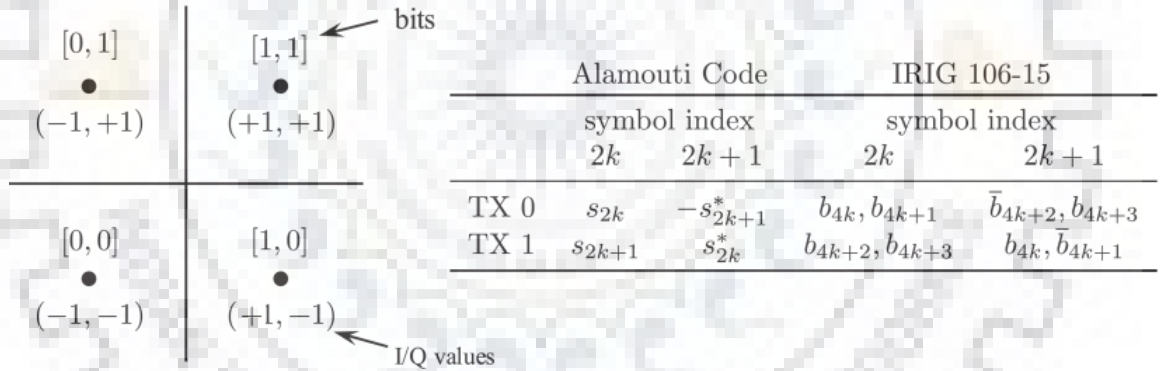 bits
[0, 1]
[1, 1]
(−1, +1)
(+1, +1)
[0, 0]
[1, 0]
(−1, −1)
(+1, −1)
I/Q values
Alamouti Code IRIG 106-15
symbol index symbol index
2k 2k + 1 2k 2k + 1
TX 0 s_{2k} −s^*_{2k+1} b_{4k}, b_{4k+1} b̄_{4k+2}, b_{4k+3}
TX 1 s_{2k+1} s^*_{2k} b_{4k+2}, b_{4k+3} b_{4k}, b̄_{4k+1}